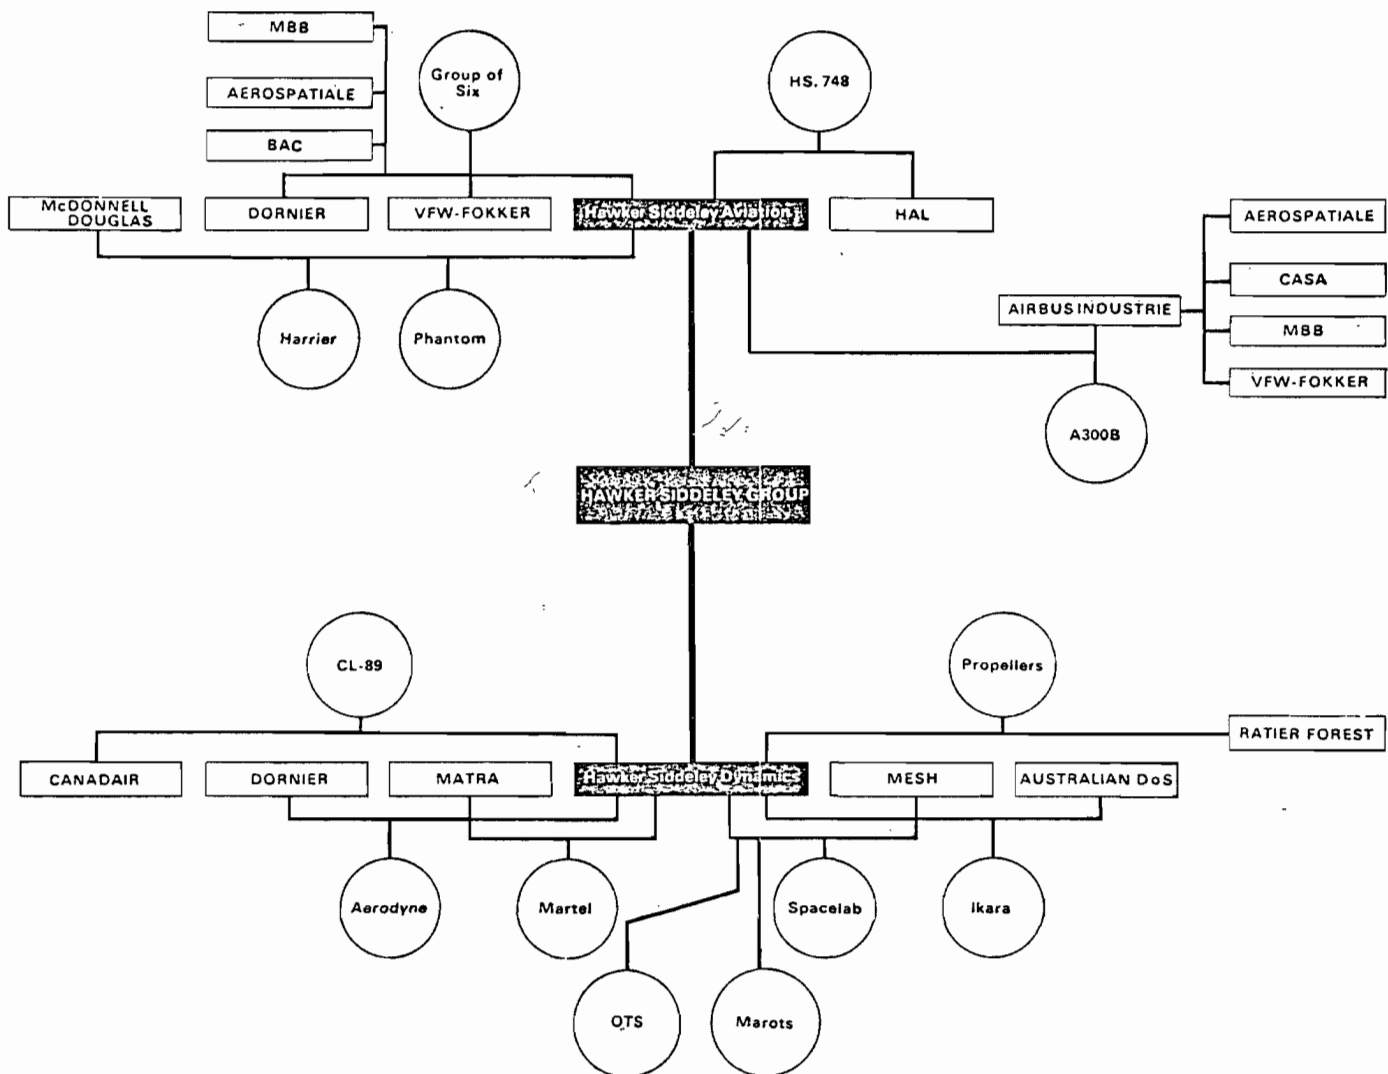 MBB
Group of
Six
HS. 748
AEROSPATIALE
BAC
McDONNELL
DOUGLAS
DORNIER
VFW-FOKKER
Hawker Siddeley Aviation
HAL
AEROSPATIALE
CASA
AIRBUS INDUSTRIE
MBB
VFW-FOKKER
Harrier
Phantom
A300B
HAWKER SIDDELEY GROUP
CL-89
Propellers
RATIER FOREST
CANADAIR
DORNIER
MATRA
Hawker Siddeley Dynamics
MESH
AUSTRALIAN DoS
Aerodyne
Martel
Spacelab
Ikara
OTS
Marots